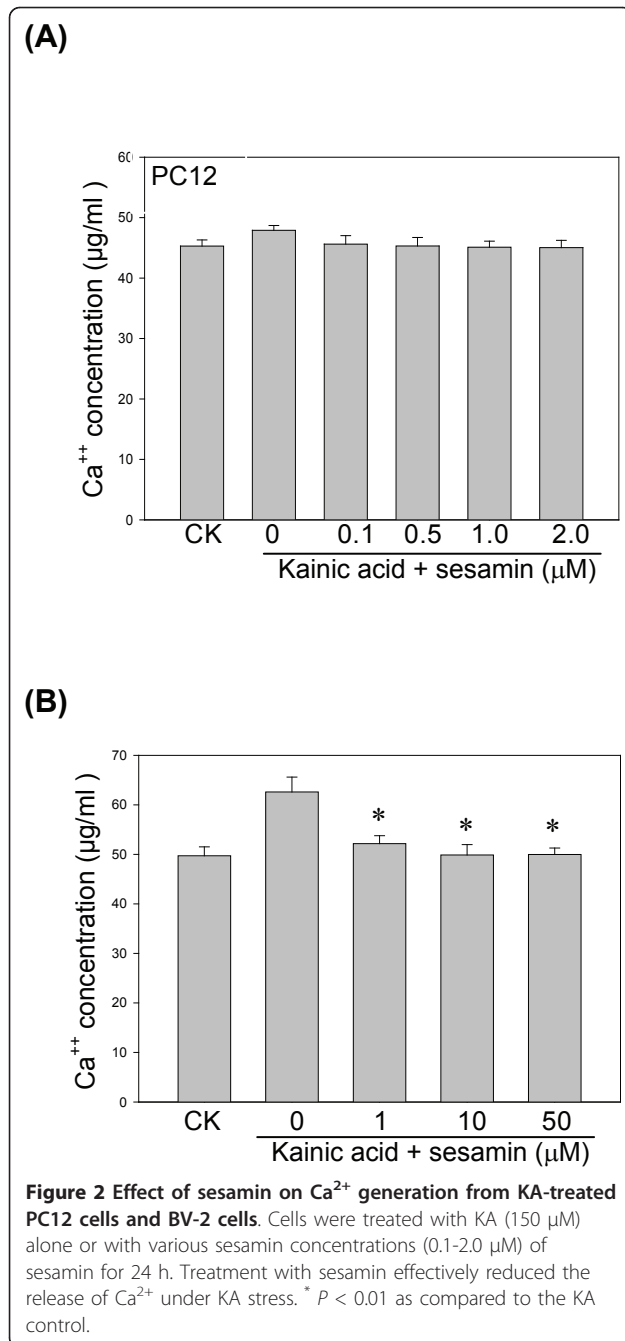 (A)
60
PC12
50
40
30
20
10
0
Ca++ concentration (µg/ml )
CK 0 0.1 0.5 1.0 2.0
Kainic acid + sesamin (μM)
(B)
70
60
50
40
30
20
10
0
Ca++ concentration (µg/ml )
* * *
CK 0 1 10 50
Kainic acid + sesamin (μM)
Figure 2 Effect of sesamin on Ca2+ generation from KA-treated
PC12 cells and BV-2 cells. Cells were treated with KA (150 μM)
alone or with various sesamin concentrations (0.1-2.0 μM) of
sesamin for 24 h. Treatment with sesamin effectively reduced the
release of Ca2+ under KA stress. * P < 0.01 as compared to the KA
control.